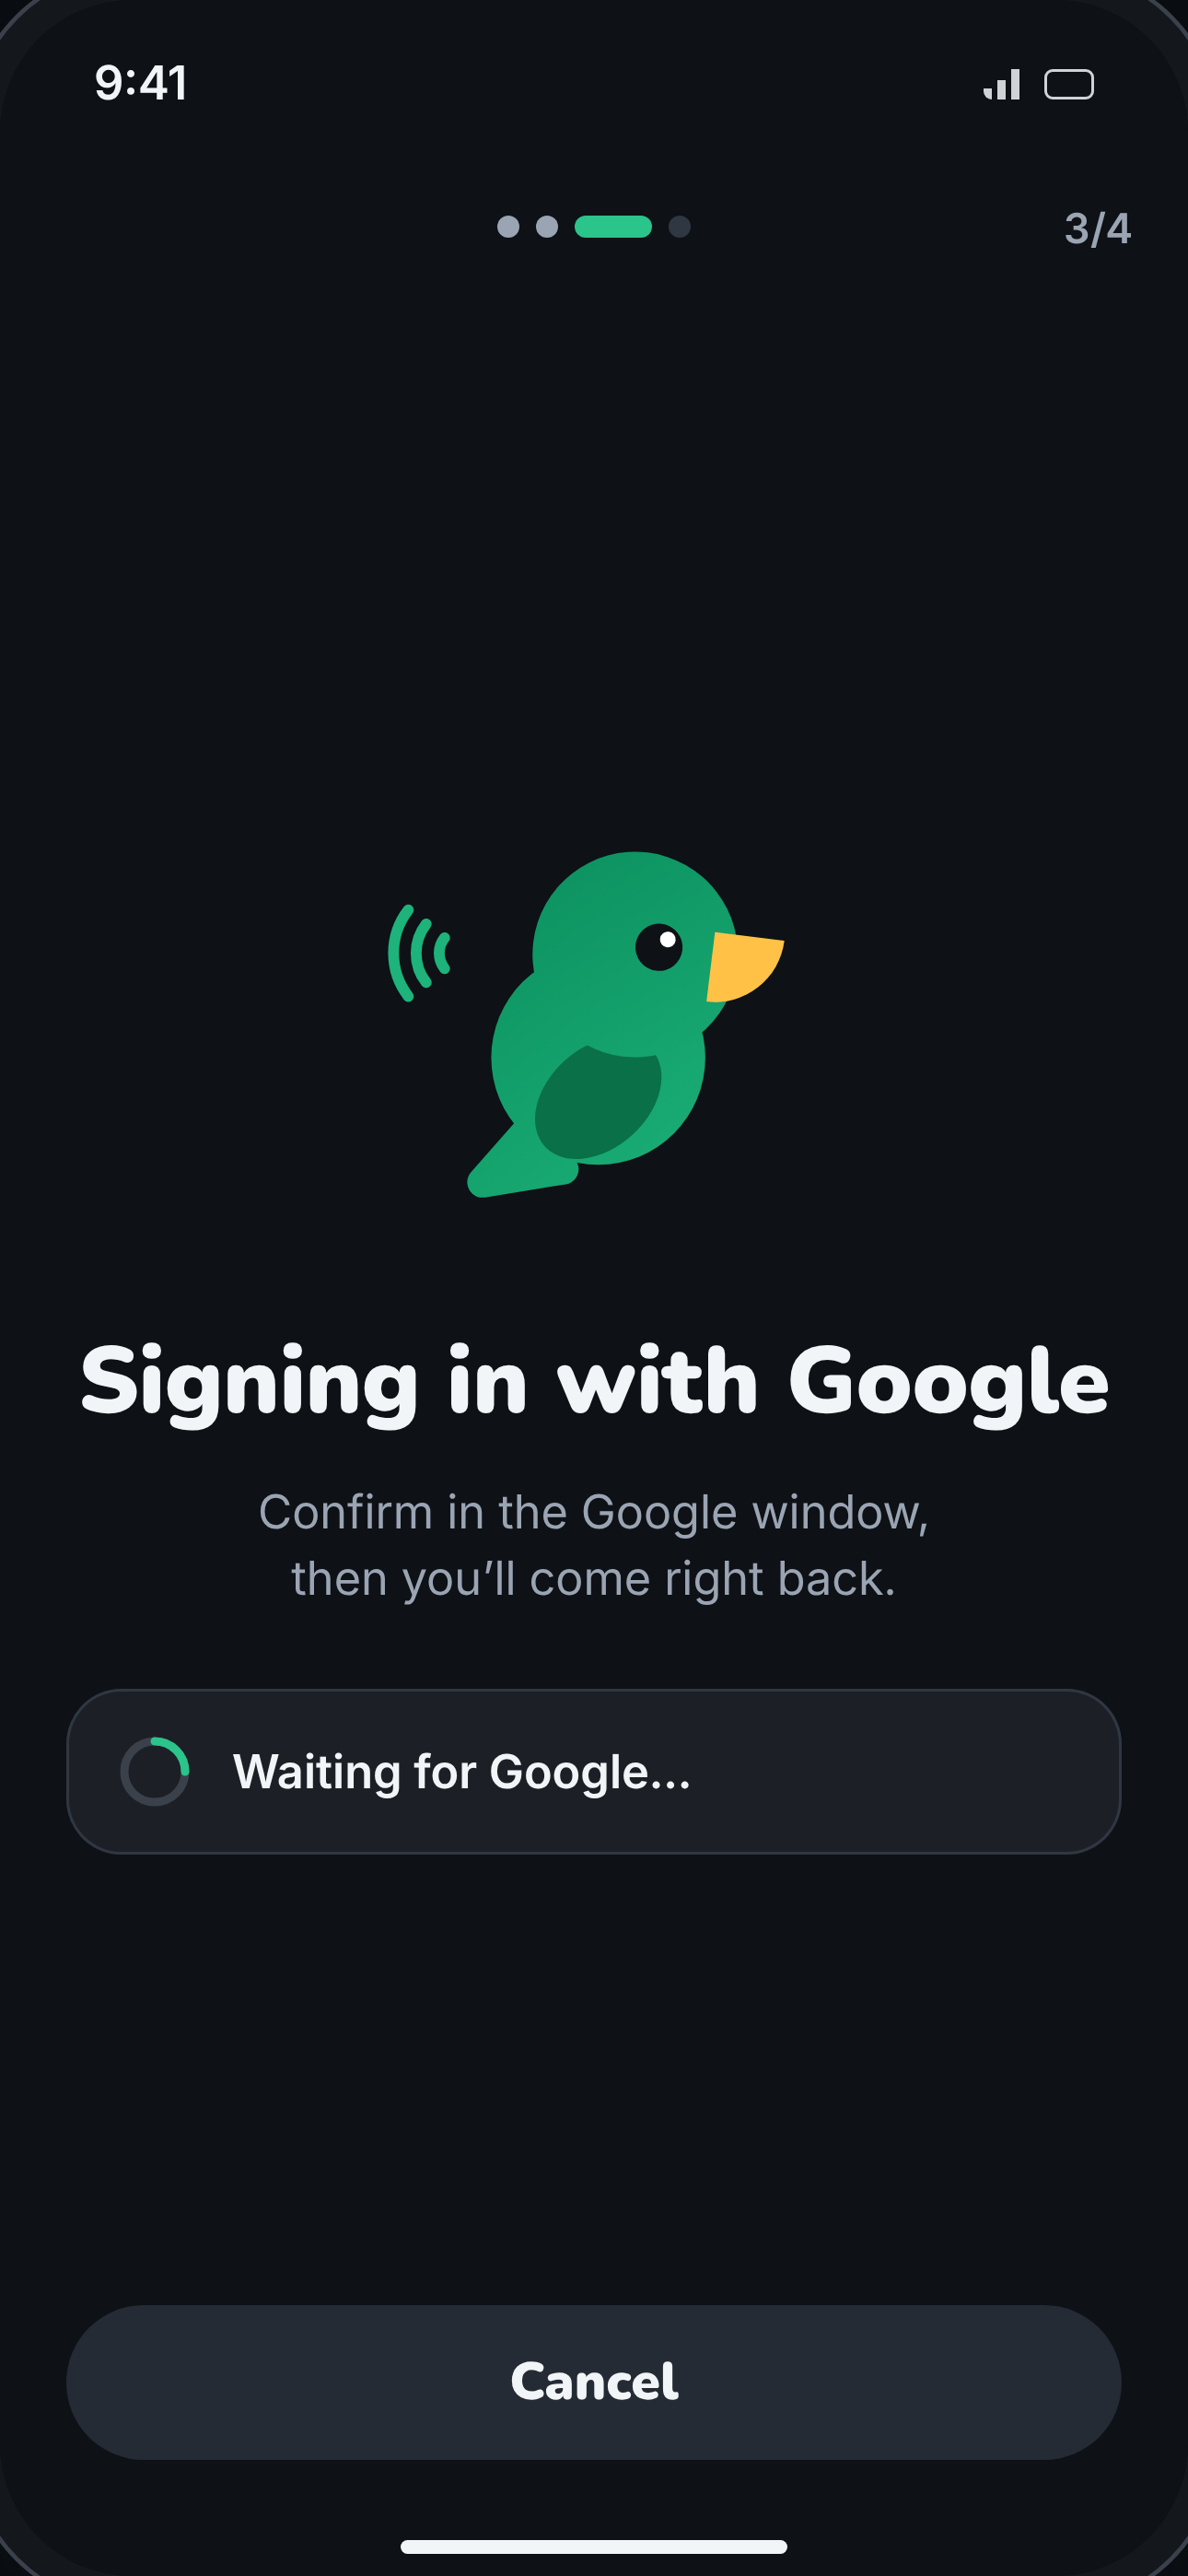 9:41
3/4
Signing in with Google
Confirm in the Google window,
then you’ll come right back.
Waiting for Google...
Cancel